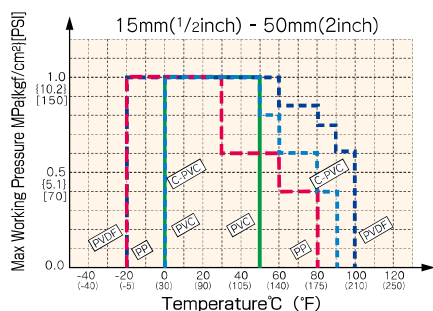 15mm(1/2inch) - 50mm(2inch)
Max Working Pressure MPa{kgf/cm²}[PSI]
1.0
{10.2}
[150]
0.5
{5.1}
[70]
0.0
C-PVC
C-PVC
PVDF
PP
PVC
PVC
PP
PVDF
-40 -20 0 20 40 60 80 100 120
(-40) (-5) (30) (90) (105) (140) (175) (210) (250)
Temperature℃ (°F)